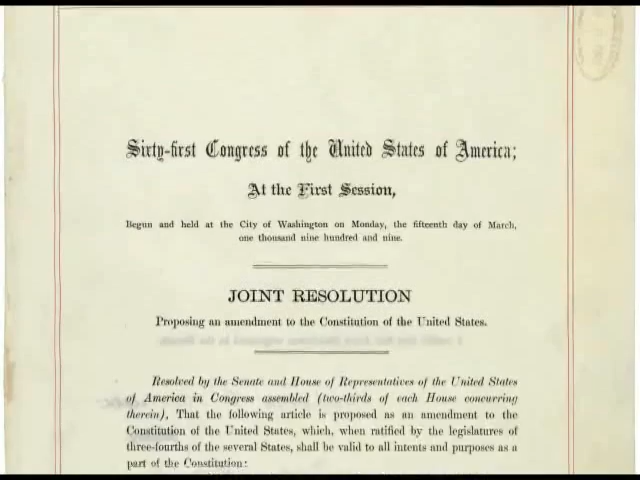 Sixty-first Congress of the United States of America;
At the First Session,
Begun and held at the City of Washington on Monday, the fifteenth day of March,
one thousand nine hundred and nine.
JOINT RESOLUTION
Proposing an amendment to the Constitution of the United States.
Resolved by the Senate and House of Representatives of the United States
of America in Congress assembled (two-thirds of each House concurring
therein), That the following article is proposed as an amendment to the
Constitution of the United States, which, when ratified by the legislatures of
three-fourths of the several States, shall be valid to all intents and purposes as a
part of the Constitution: